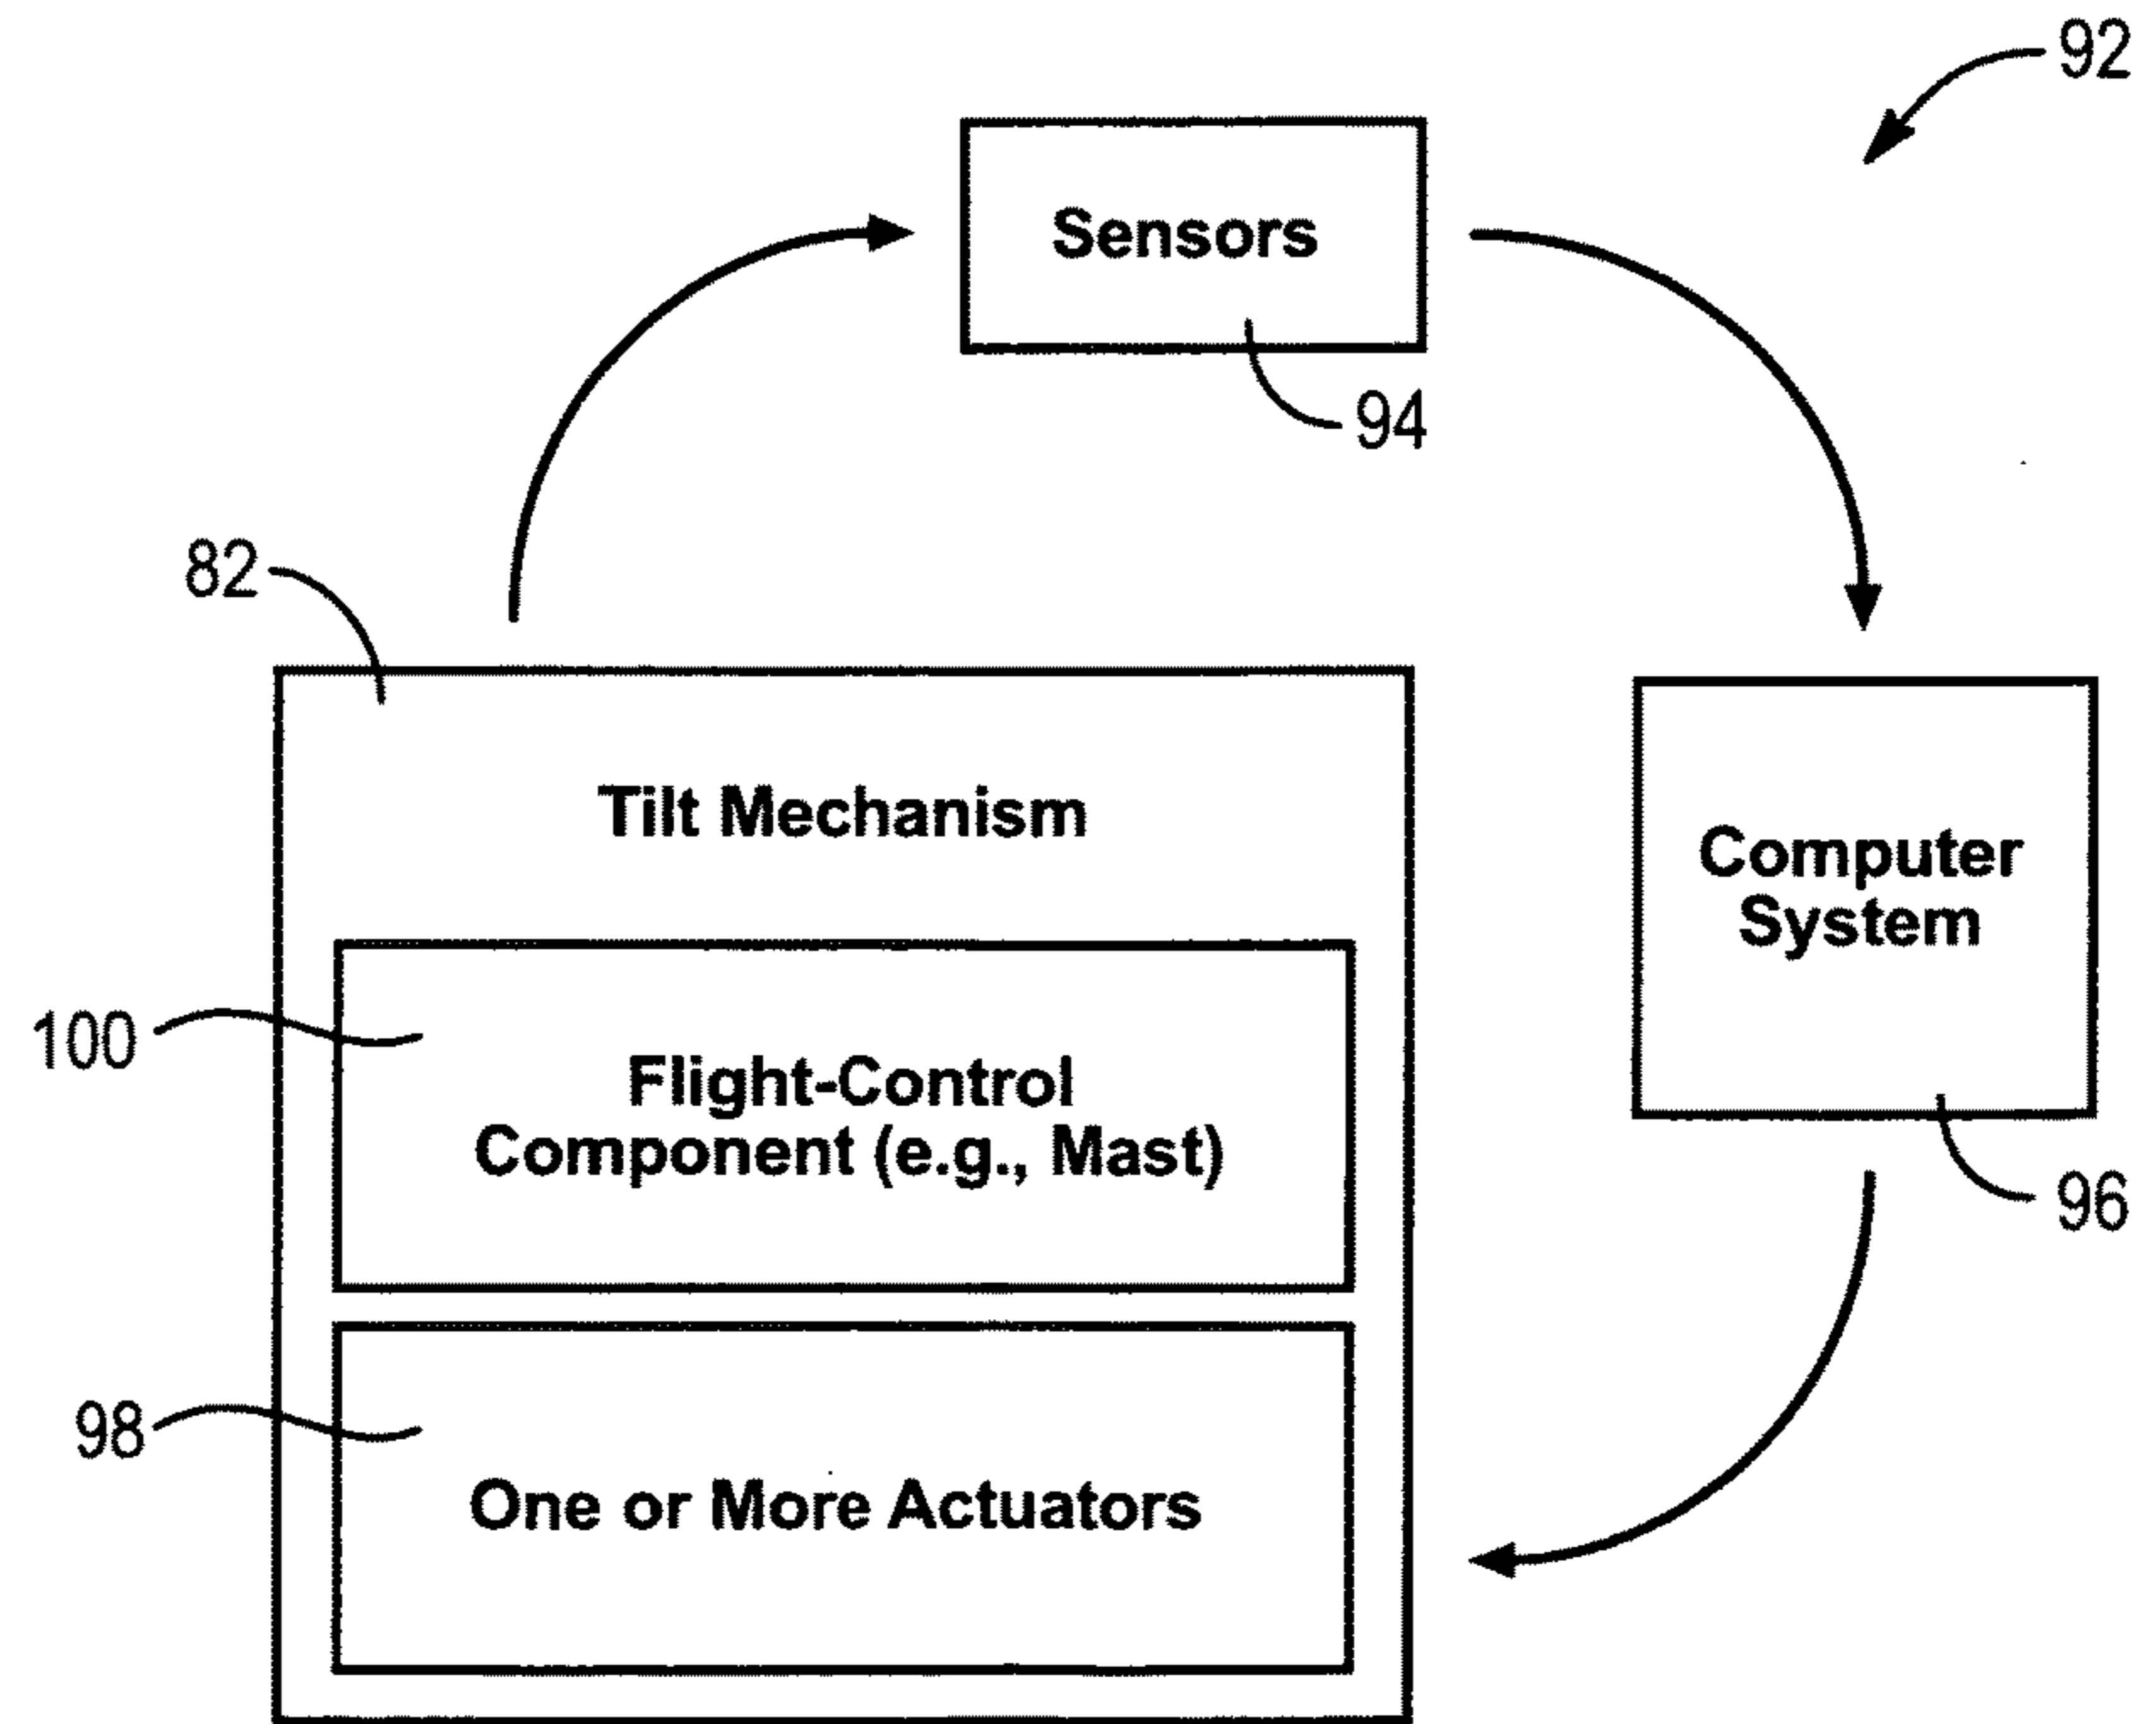 92
Sensors
94
82
Tilt Mechanism
Computer
System
100
Flight-Control
Component (e.g., Mast)
96
98
One or More Actuators